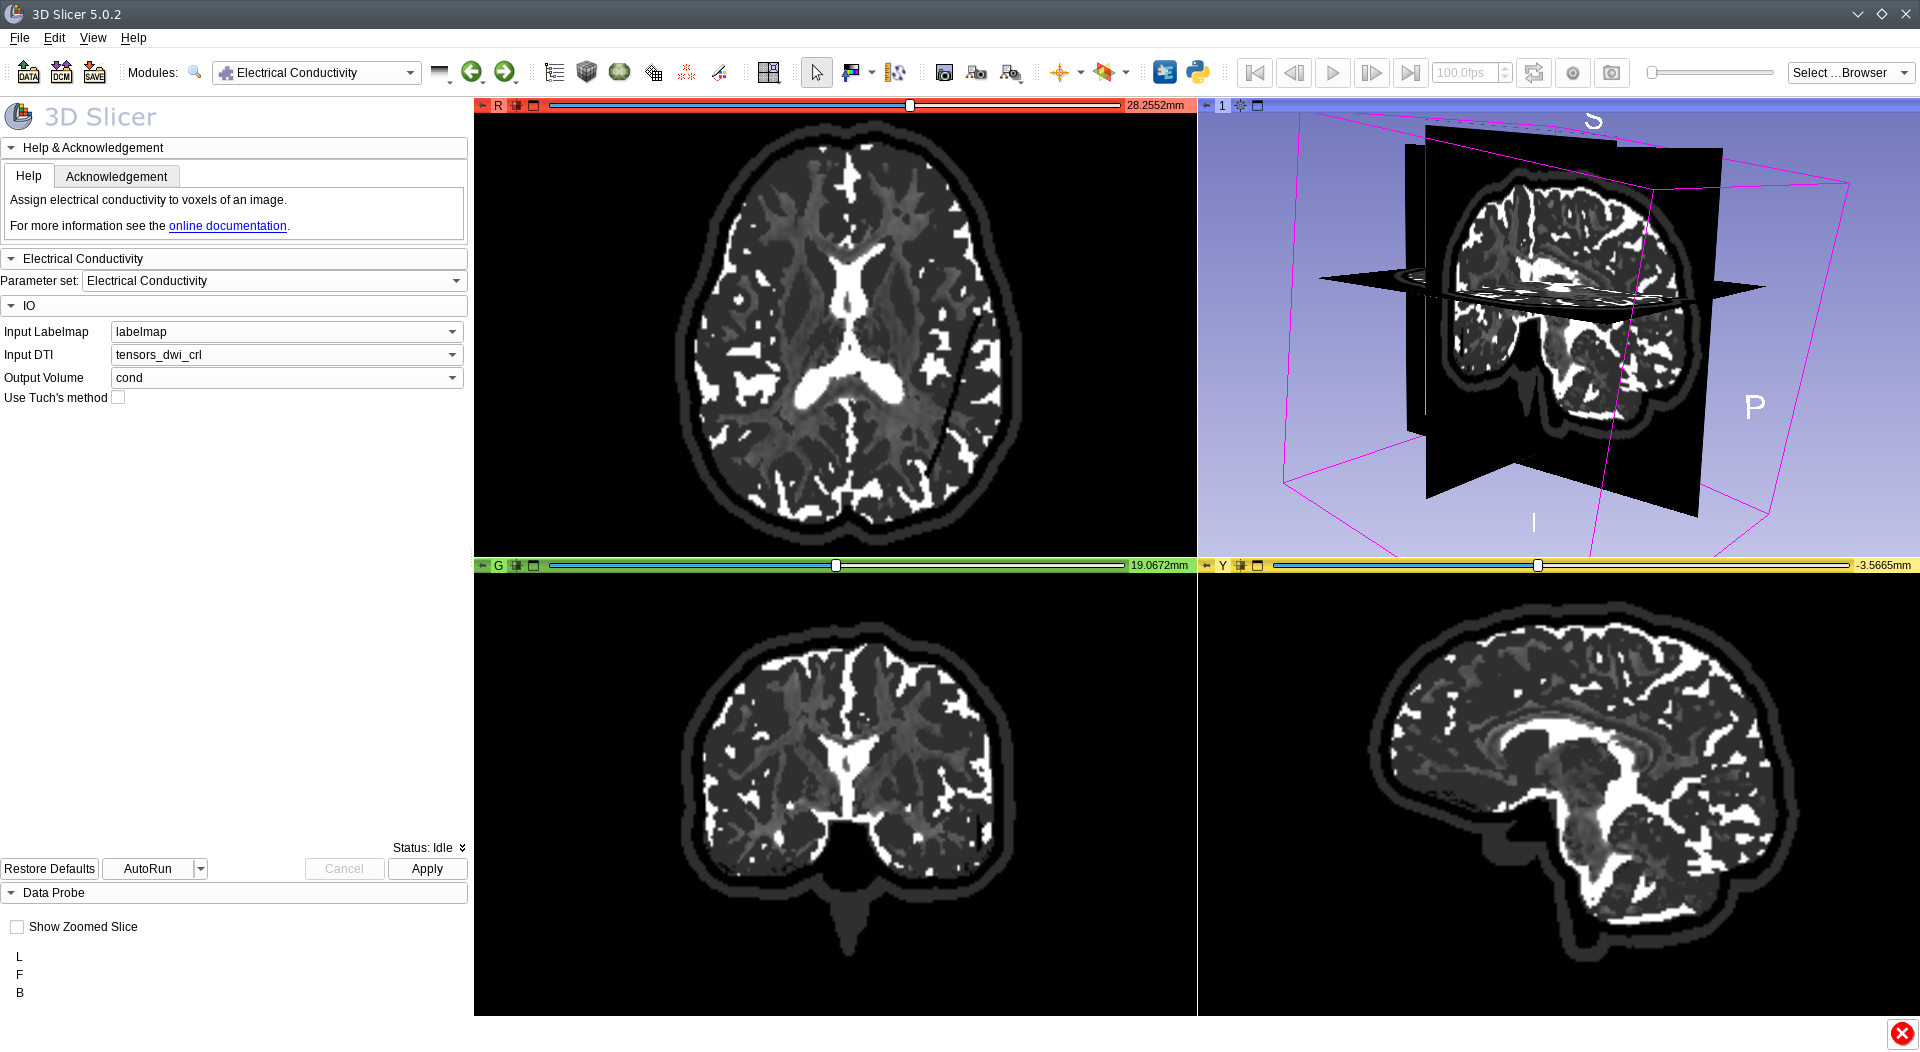 3D Slicer 5.0.2
File Edit View Help
DATA DCM SAVE Modules: Electrical Conductivity 100.0fps Select ...Browser
3D Slicer
Help & Acknowledgement
Help Acknowledgement
Assign electrical conductivity to voxels of an image.
For more information see the online documentation.
Electrical Conductivity
Parameter set: Electrical Conductivity
IO
Input Labelmap labelmap
Input DTI tensors_dwi_crl
Output Volume cond
Use Tuch's method
Status: Idle
Restore Defaults AutoRun Cancel Apply
Data Probe
Show Zoomed Slice
L
F
B
R 28.2552mm
1
S
P
I
G 19.0672mm
Y -3.5665mm